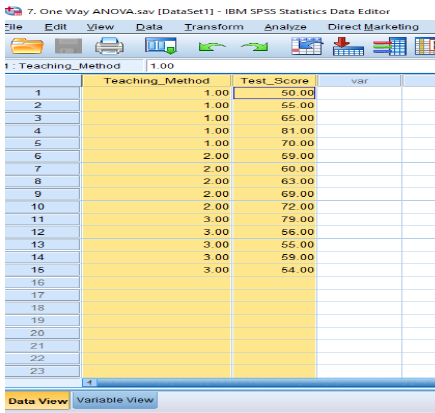 7. One Way ANOVA.sav [DataSet1] - IBM SPSS Statistics Data Editor
File Edit View Data Transform Analyze Direct Marketing
1 : Teaching_Method 1.00
Teaching_Method Test_Score var
1 1.00 50.00
2 1.00 55.00
3 1.00 65.00
4 1.00 81.00
5 1.00 70.00
6 2.00 59.00
7 2.00 60.00
8 2.00 63.00
9 2.00 69.00
10 2.00 72.00
11 3.00 79.00
12 3.00 56.00
13 3.00 55.00
14 3.00 59.00
15 3.00 54.00
16
17
18
19
20
21
22
23
Data View Variable View